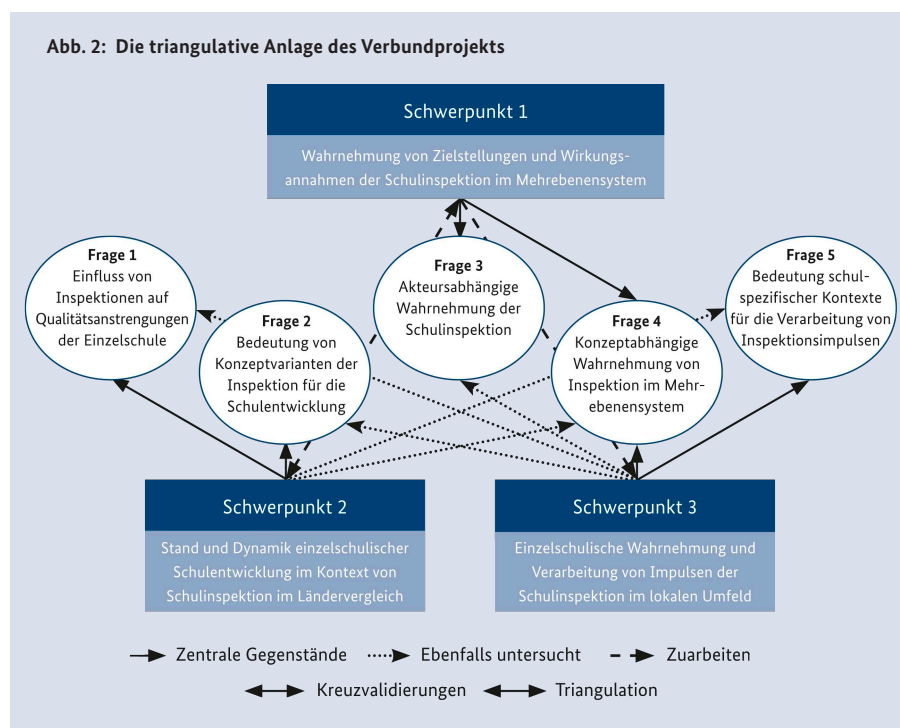 Abb. 2: Die triangulative Anlage des Verbundprojekts
Schwerpunkt 1
Wahrnehmung von Zielstellungen und Wirkungs-
annahmen der Schulinspektion im Mehrebenensystem
Frage 1
Einfluss von
Inspektionen auf
Qualitätsanstrengungen
der Einzelschule
Frage 2
Bedeutung von
Konzeptvarianten der
Inspektion für die
Schulentwicklung
Frage 3
Akteursabhängige
Wahrnehmung der
Schulinspektion
Frage 4
Konzeptabhängige
Wahrnehmung von
Inspektion im Mehr-
ebenensystem
Frage 5
Bedeutung schul-
spezifischer Kontexte
für die Verarbeitung von
Inspektionsimpulsen
Schwerpunkt 2
Stand und Dynamik einzelschulischer
Schulentwicklung im Kontext von
Schulinspektion im Ländervergleich
Schwerpunkt 3
Einzelschulische Wahrnehmung und
Verarbeitung von Impulsen der
Schulinspektion im lokalen Umfeld
Zentrale Gegenstände Ebenfalls untersucht Zuarbeiten
Kreuzvalidierungen Triangulation